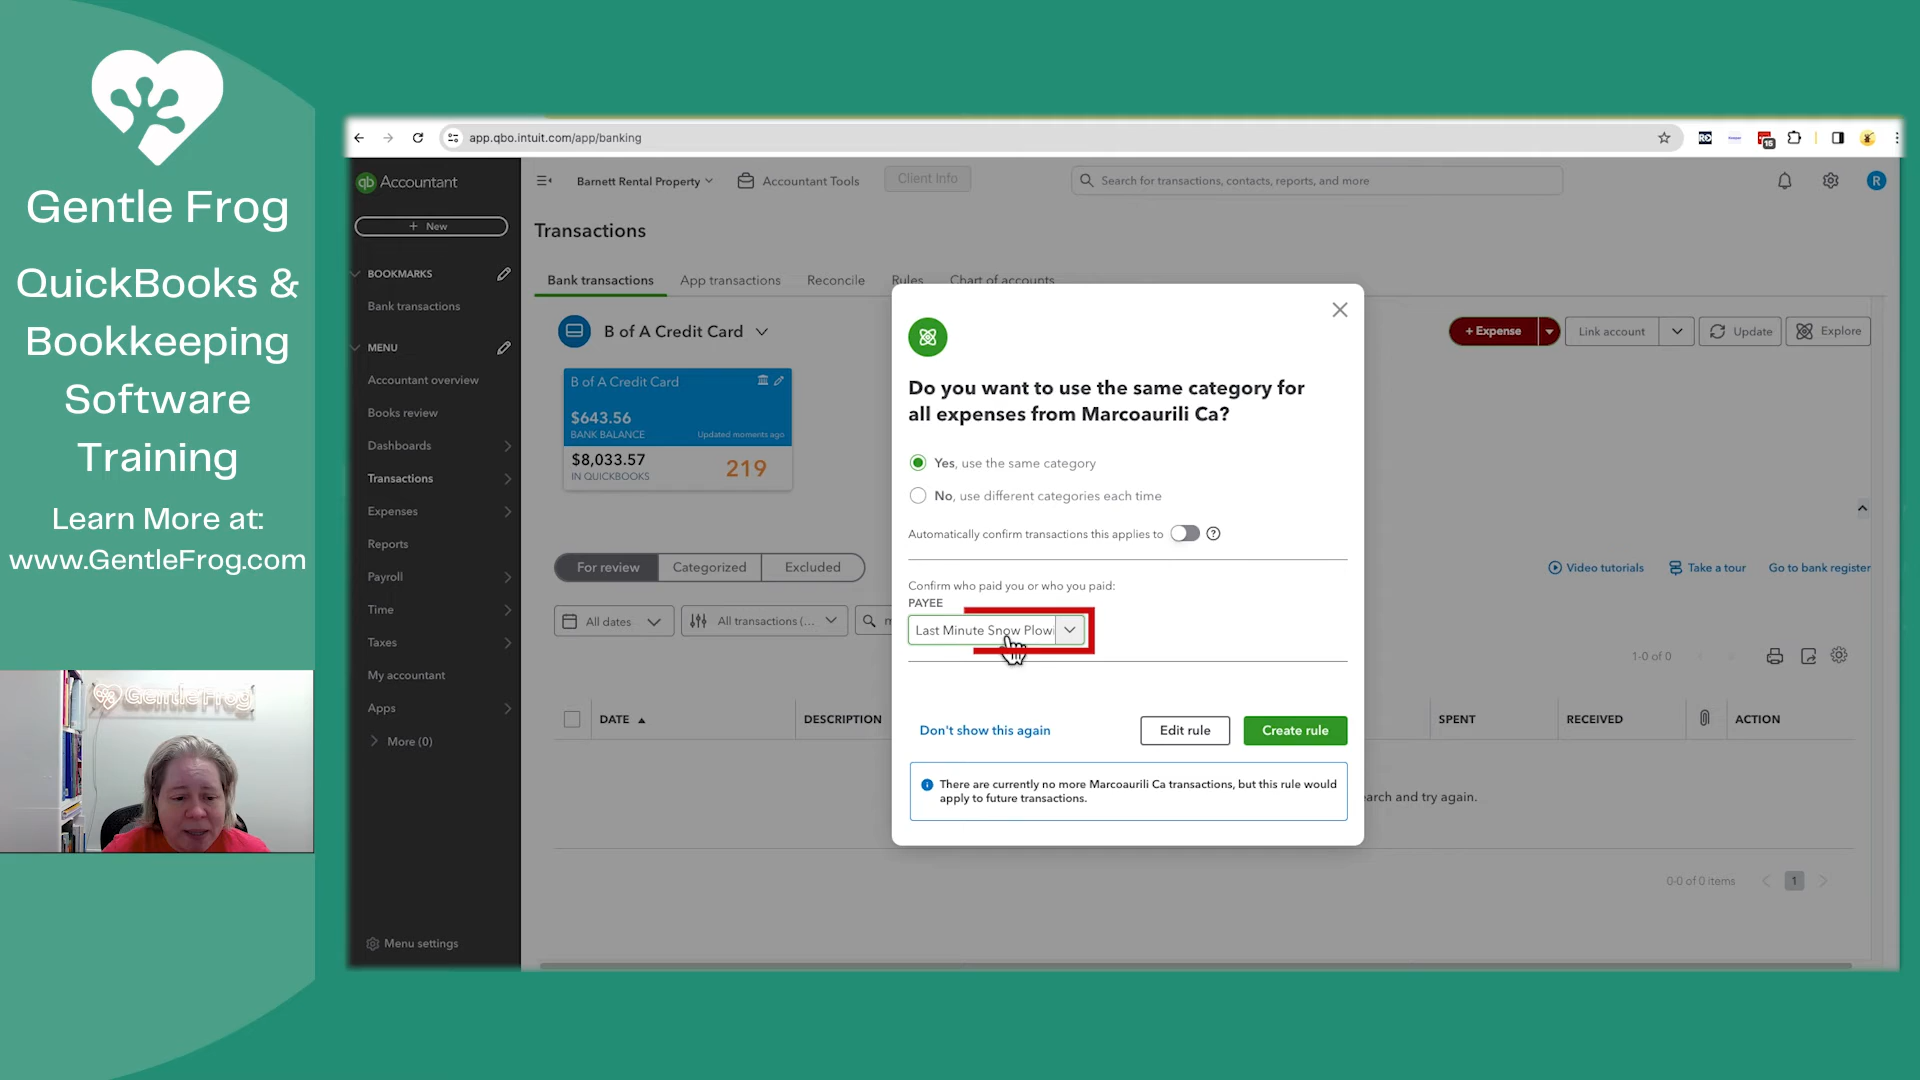 Gentle Frog
QuickBooks &
Bookkeeping
Software
Training
Learn More at:
www.GentleFrog.com
Gentle Frog
app.qbo.intuit.com/app/banking
15
qb Accountant
+ New
BOOKMARKS
Bank transactions
MENU
Accountant overview
Books review
Dashboards
Transactions
Expenses
Reports
Payroll
Time
Taxes
My accountant
Apps
More (0)
Menu settings
Barnett Rental Property
Accountant Tools
Client Info
Search for transactions, contacts, reports, and more
R
Transactions
Bank transactions
App transactions
Reconcile
Rules
Chart of accounts
B of A Credit Card
+ Expense
Link account
Update
Explore
B of A Credit Card
$643.56
BANK BALANCE
Updated moments ago
$8,033.57
IN QUICKBOOKS
219
For review
Categorized
Excluded
Video tutorials
Take a tour
Go to bank register
All dates
All transactions (...
1-0 of 0
DATE
DESCRIPTION
SPENT
RECEIVED
ACTION
arch and try again.
0-0 of 0 items
1
Do you want to use the same category for
all expenses from Marcoaurili Ca?
Yes, use the same category
No, use different categories each time
Automatically confirm transactions this applies to
Confirm who paid you or who you paid:
PAYEE
Last Minute Snow Plow
Don't show this again
Edit rule
Create rule
There are currently no more Marcoaurili Ca transactions, but this rule would
apply to future transactions.